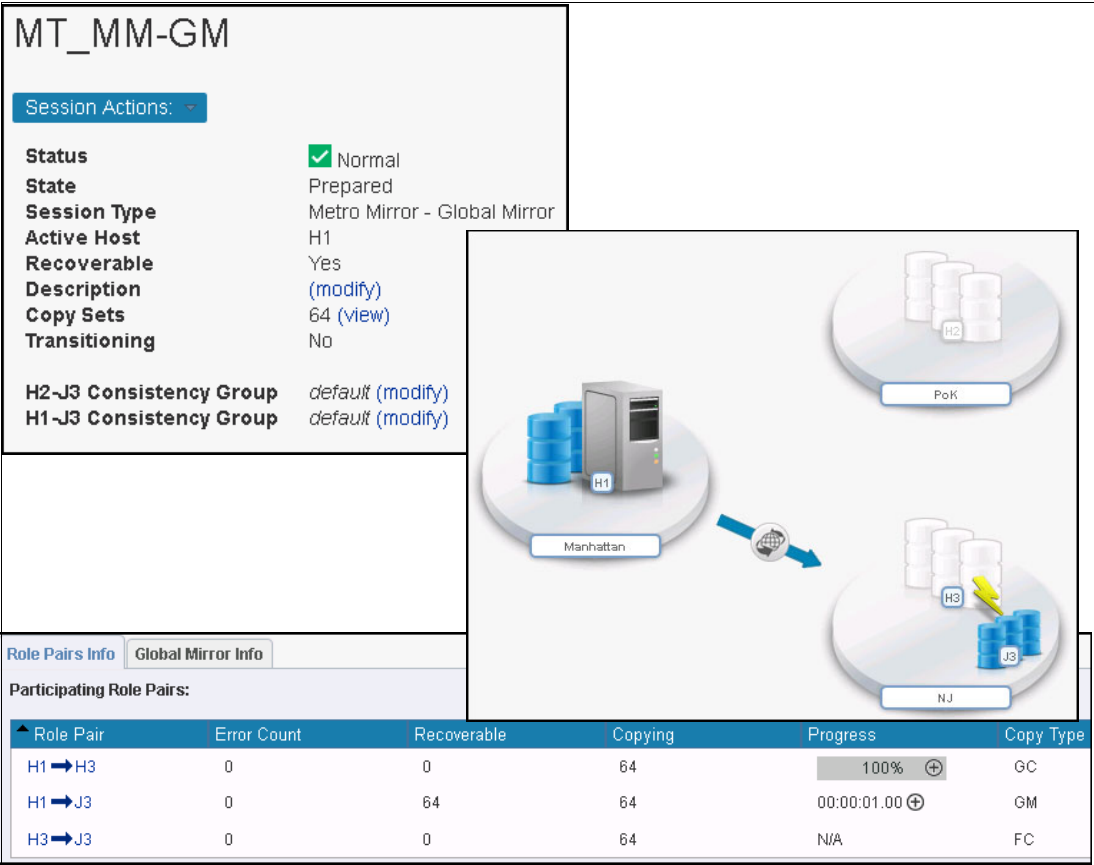 MT_MM-GM
Session Actions:
Status Normal
State Prepared
Session Type Metro Mirror - Global Mirror
Active Host H1
Recoverable Yes
Description (modify)
Copy Sets 64 (view)
Transitioning No
H2-J3 Consistency Group default (modify)
H1-J3 Consistency Group default (modify)
H2
PoK
H1
Manhattan
H3
J3
NJ
Role Pairs Info Global Mirror Info
Participating Role Pairs:
Role Pair Error Count Recoverable Copying Progress Copy Type
H1 H3 0 0 64 100% GC
H1 J3 0 64 64 00:00:01.00 GM
H3 J3 0 0 64 N/A FC